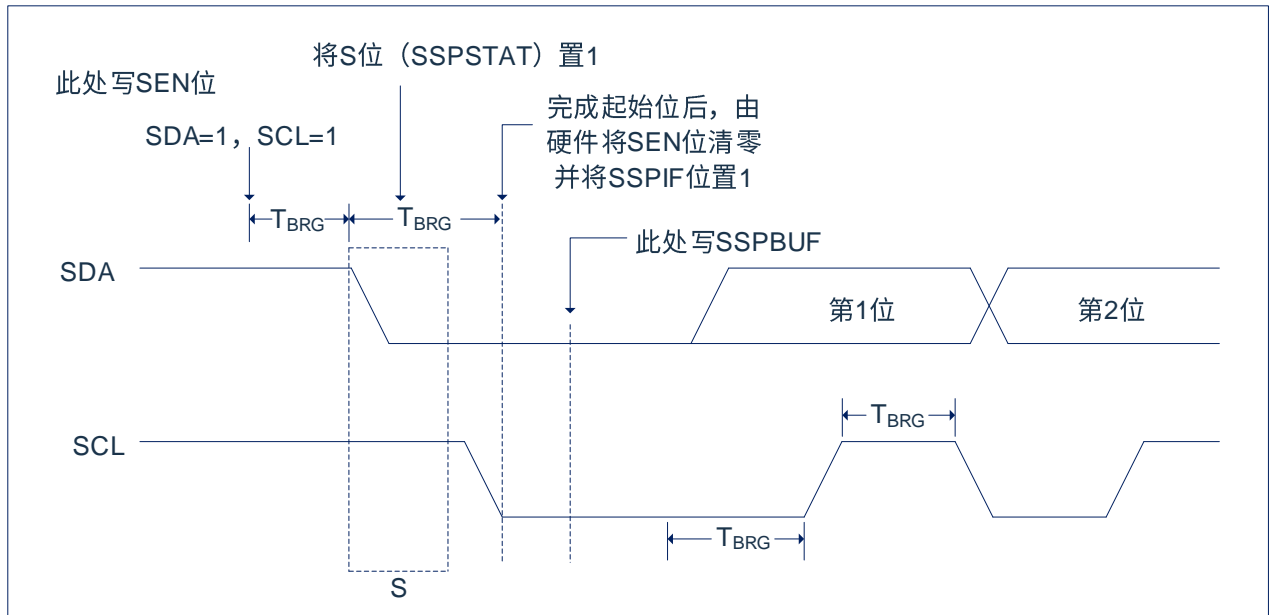 将S位（SSPSTAT）置1
此处写SEN位
SDA=1，SCL=1
完成起始位后，由
硬件将SEN位清零
并将SSPIF位置1
TBRG
TBRG
此处写SSPBUF
SDA
第1位
第2位
TBRG
SCL
TBRG
S